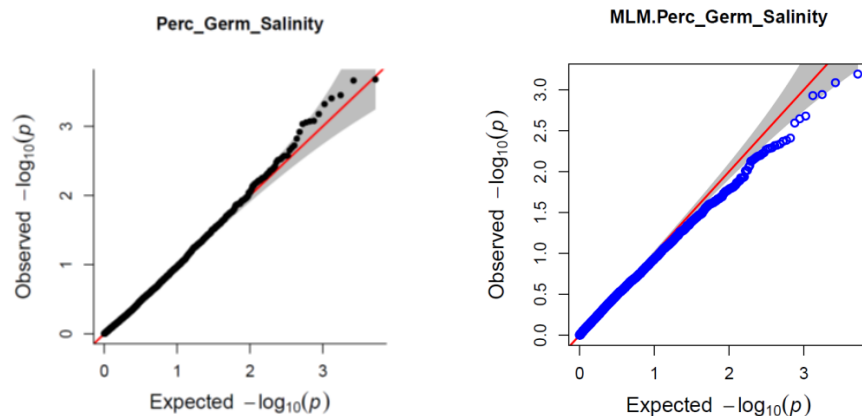 Perc_Germ_Salinity
Observed −log10(p)
3
2
1
0
0 1 2 3
Expected −log10(p)
MLM.Perc_Germ_Salinity
Observed −log10(p)
3.0
2.5
2.0
1.5
1.0
0.5
0.0
0 1 2 3
Expected −log10(p)